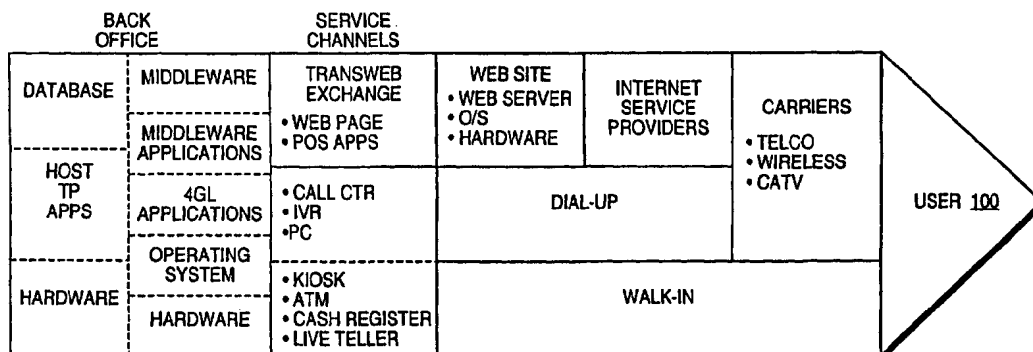 BACK
OFFICE
SERVICE
CHANNELS
DATABASE
HOST
TP
APPS
HARDWARE
MIDDLEWARE
MIDDLEWARE
APPLICATIONS
4GL
APPLICATIONS
OPERATING
SYSTEM
HARDWARE
TRANSWEB
EXCHANGE
• WEB PAGE
• POS APPS
• CALL CTR
• IVR
•PC
• KIOSK
• ATM
• CASH REGISTER
• LIVE TELLER
WEB SITE
• WEB SERVER
• O/S
• HARDWARE
INTERNET
SERVICE
PROVIDERS
DIAL-UP
CARRIERS
• TELCO
• WIRELESS
• CATV
WALK-IN
USER 100